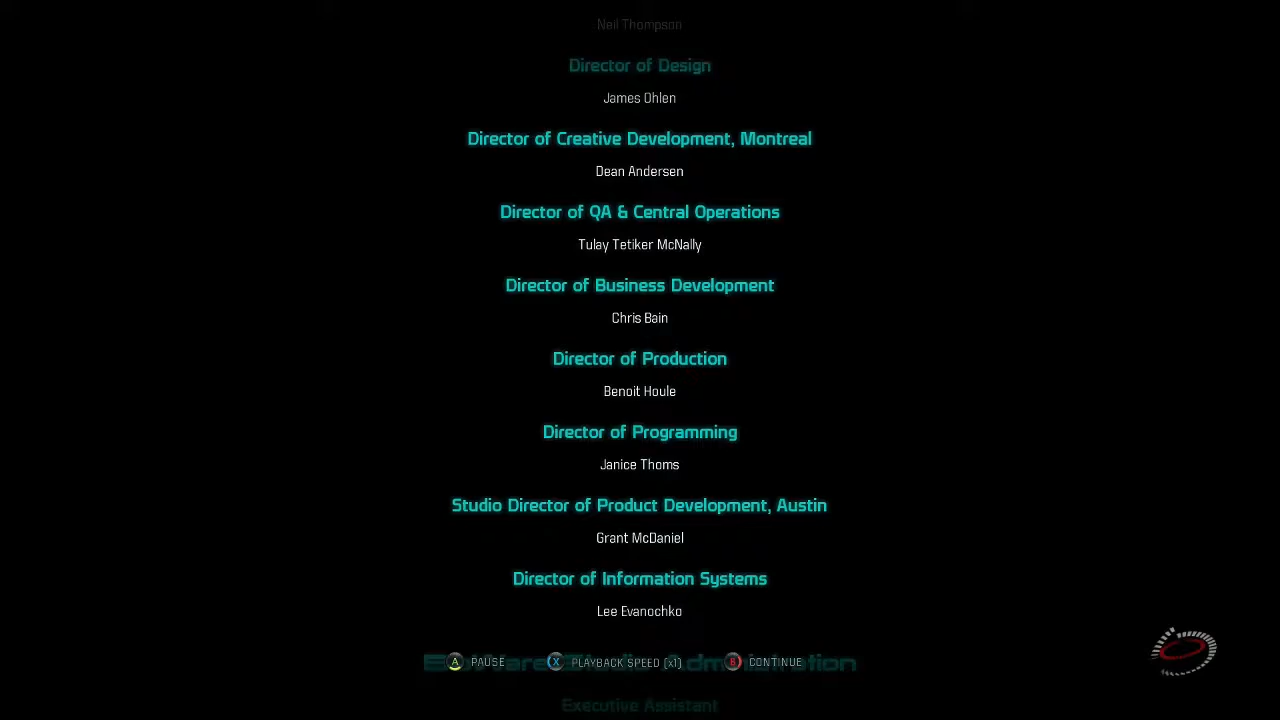 Neil Thompson
Director of Design
James Ohlen
Director of Creative Development, Montreal
Dean Andersen
Director of QA & Central Operations
Tulay Tetiker McNally
Director of Business Development
Chris Bain
Director of Production
Benoit Houle
Director of Programming
Janice Thoms
Studio Director of Product Development, Austin
Grant McDaniel
Director of Information Systems
Lee Evanochko
BioWare Studio Administration
A PAUSE X PLAYBACK SPEED (x1) B CONTINUE
Executive Assistant